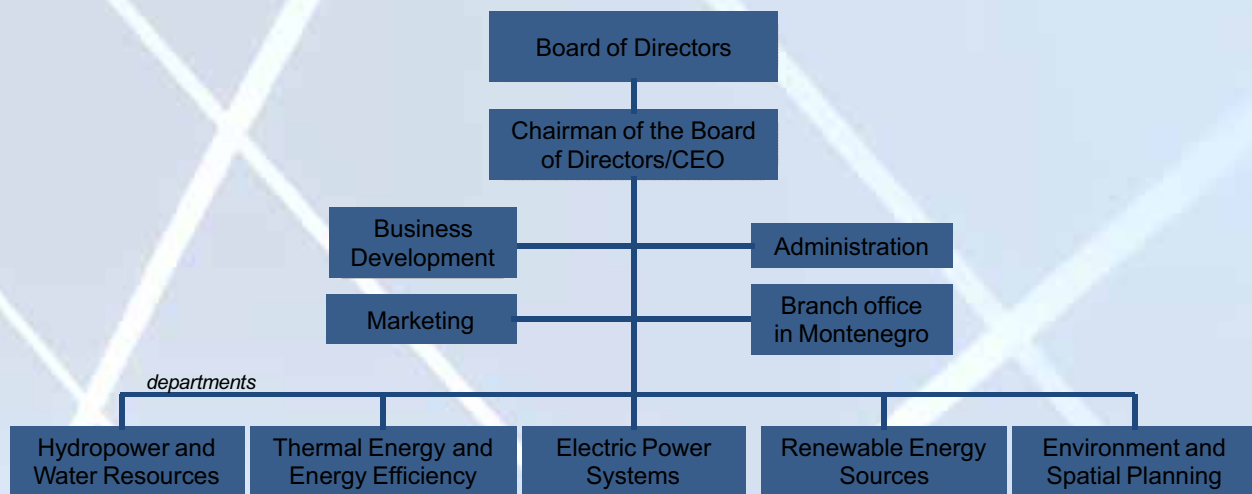 Board of Directors
Chairman of the Board
of Directors/CEO
Business
Development
Administration
Marketing
Branch office
in Montenegro
departments
Hydropower and
Water Resources
Thermal Energy and
Energy Efficiency
Electric Power
Systems
Renewable Energy
Sources
Environment and
Spatial Planning